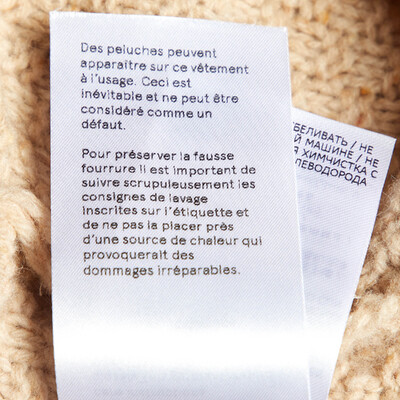 Des peluches peuvent
apparaître sur ce vêtement
à l'usage. Ceci est
inévitable et ne peut être
considéré comme un
défaut.
Pour préserver la fausse
fourrure il est important de
suivre scrupuleusement les
consignes de lavage
inscrites sur l'étiquette et
de ne pas la placer près
d'une source de chaleur qui
provoquerait des
dommages irréparables.
ТБЕЛИВАТЬ / НЕ
Й МАШИНЕ / НЕ
Я ХИМЧИСТКА С
ЛЕВОДОРОДА